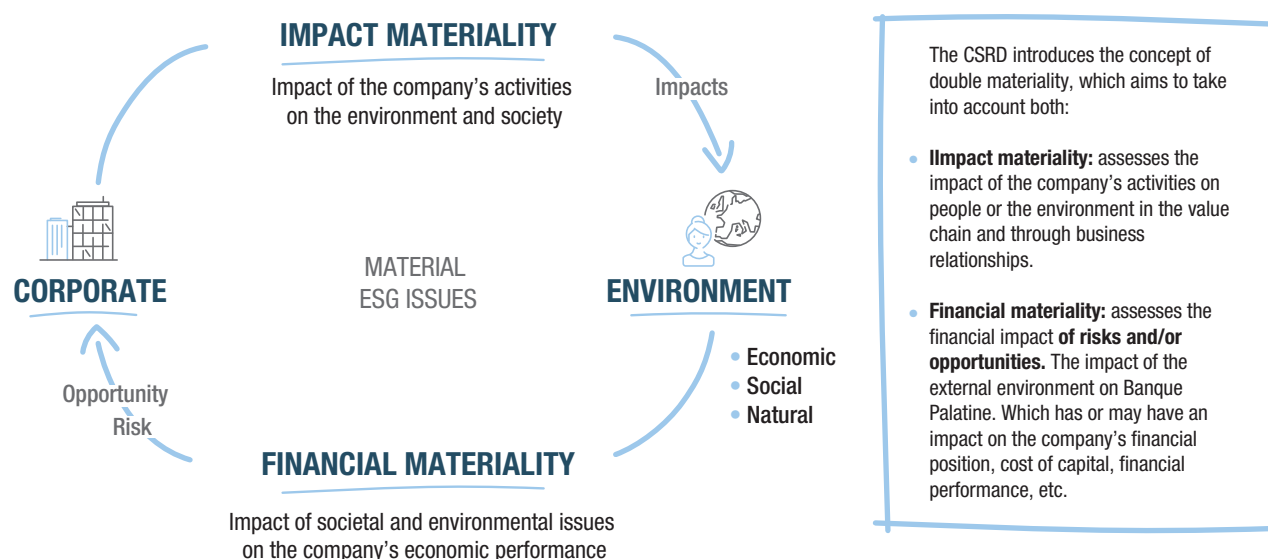 IMPACT MATERIALITY
Impact of the company's activities
on the environment and society
Impacts
CORPORATE
MATERIAL
ESG ISSUES
ENVIRONMENT
• Economic
• Social
• Natural
Opportunity
Risk
FINANCIAL MATERIALITY
Impact of societal and environmental issues
on the company's economic performance
The CSRD introduces the concept of
double materiality, which aims to take
into account both:
• IImpact materiality: assesses the
impact of the company's activities on
people or the environment in the value
chain and through business
relationships.
• Financial materiality: assesses the
financial impact of risks and/or
opportunities. The impact of the
external environment on Banque
Palatine. Which has or may have an
impact on the company's financial
position, cost of capital, financial
performance, etc.